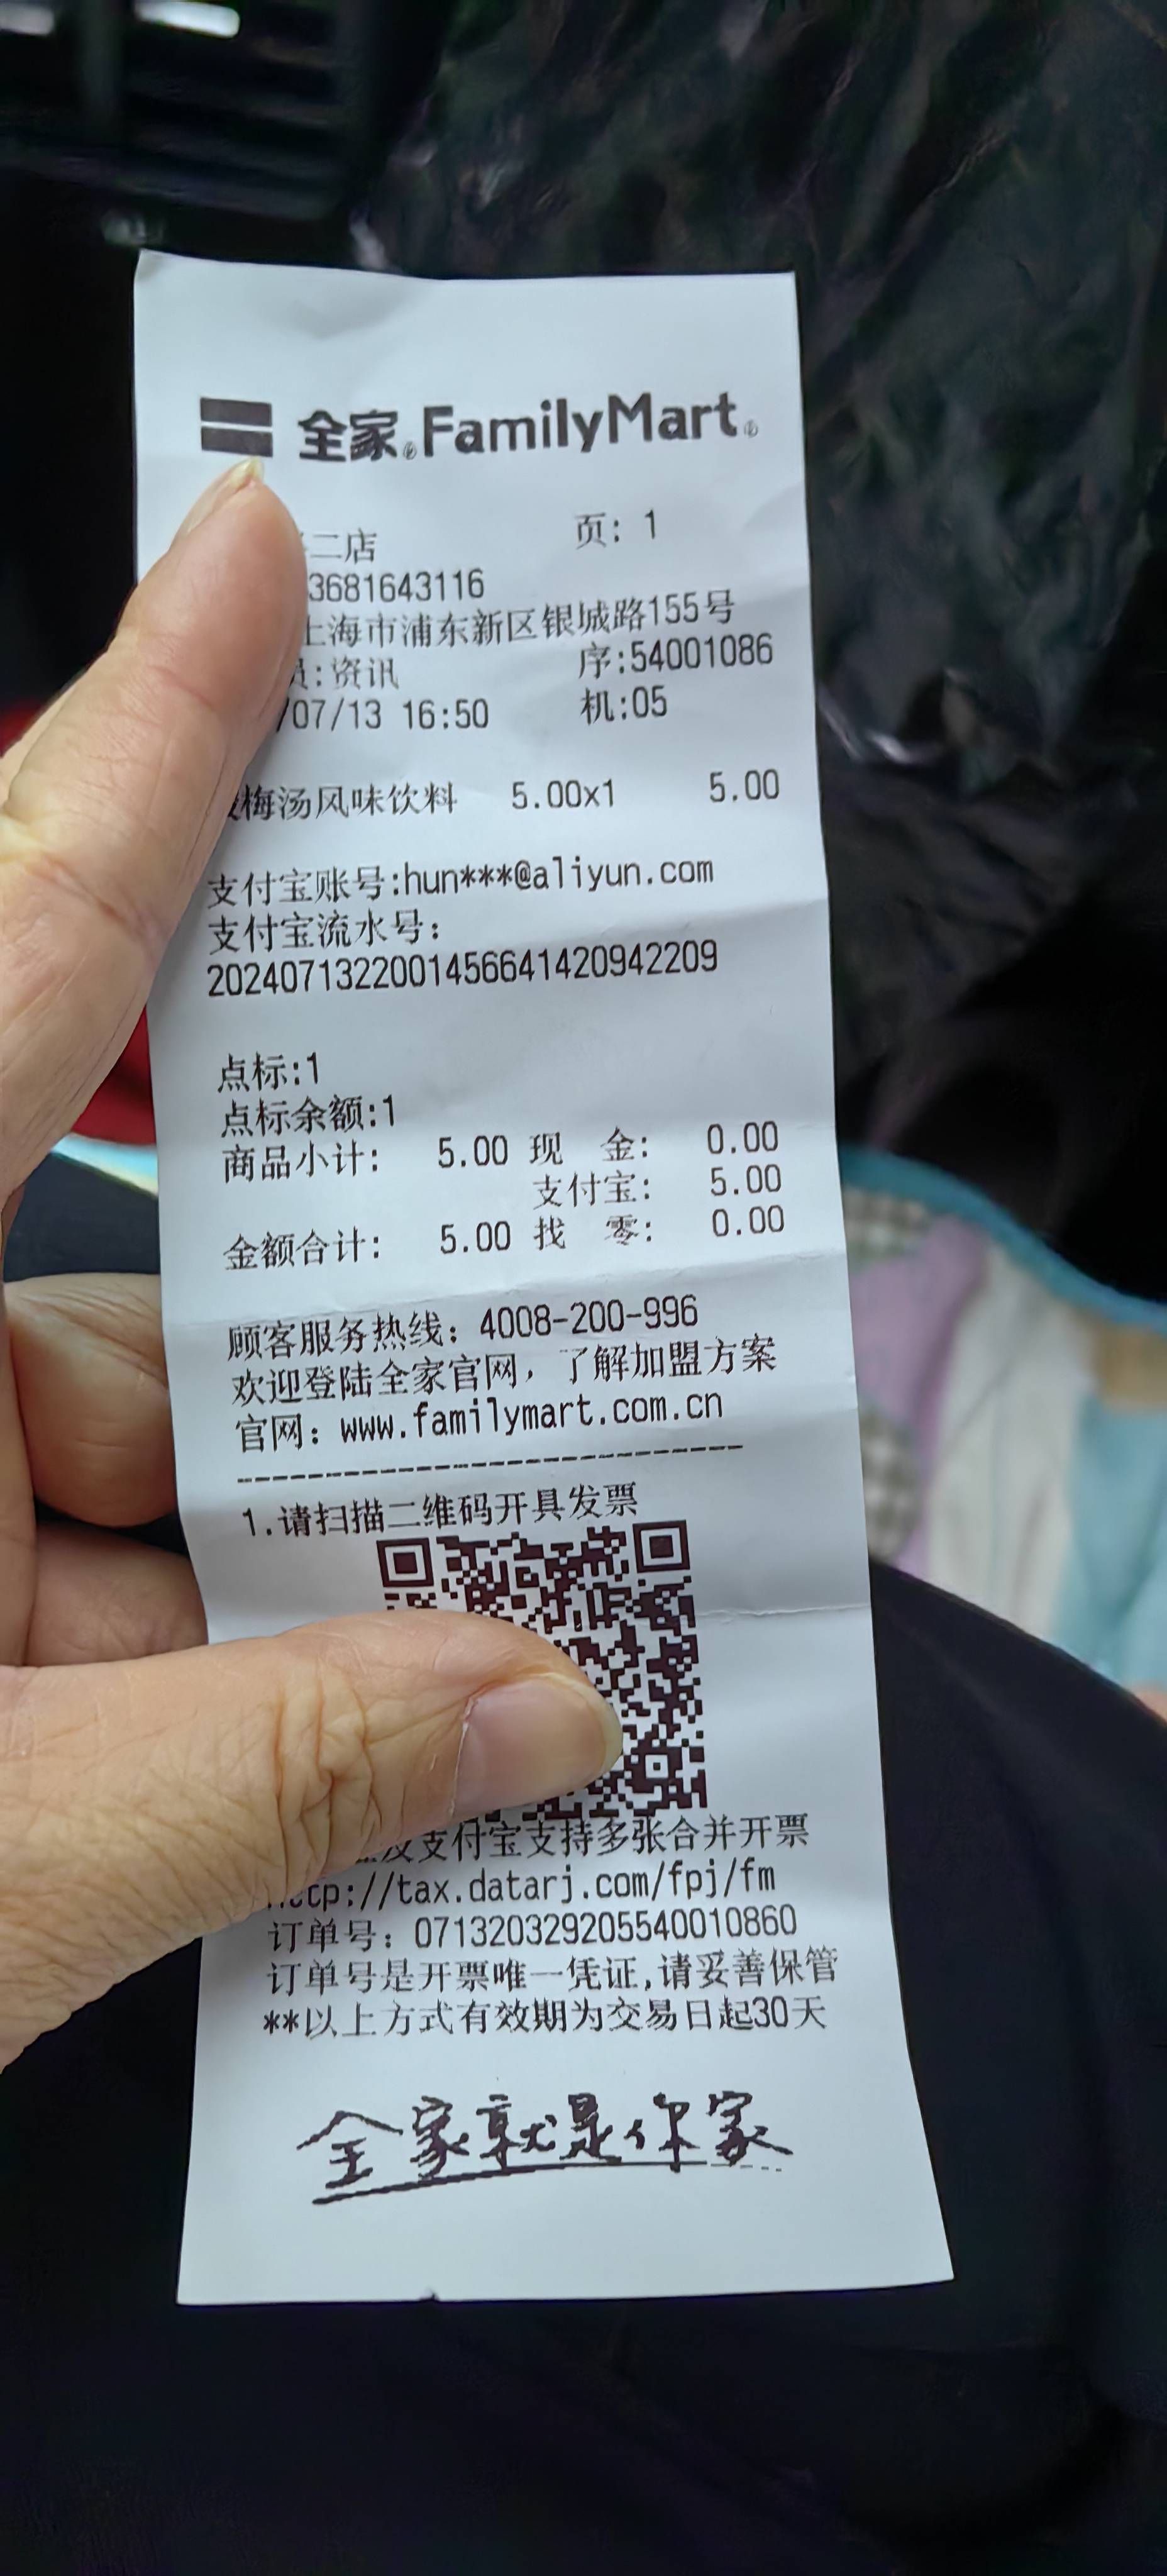 全家 FamilyMart
二店 页: 1
3681643116
上海市浦东新区银城路155号
员:资讯 序:54001086
/07/13 16:50 机:05
梅汤风味饮料 5.00x1 5.00
支付宝账号:hun***@aliyun.com
支付宝流水号:
2024071322001456641420942209
点标:1
点标余额:1
商品小计: 5.00 现 金: 0.00
支付宝: 5.00
金额合计: 5.00 找 零: 0.00
顾客服务热线: 4008-200-996
欢迎登陆全家官网, 了解加盟方案
官网: www.familymart.com.cn
1.请扫描二维码开具发票
及支付宝支持多张合并开票
http://tax.datarj.com/fpj/fm
订单号: 071320329205540010860
订单号是开票唯一凭证,请妥善保管
**以上方式有效期为交易日起30天
全家就是你家